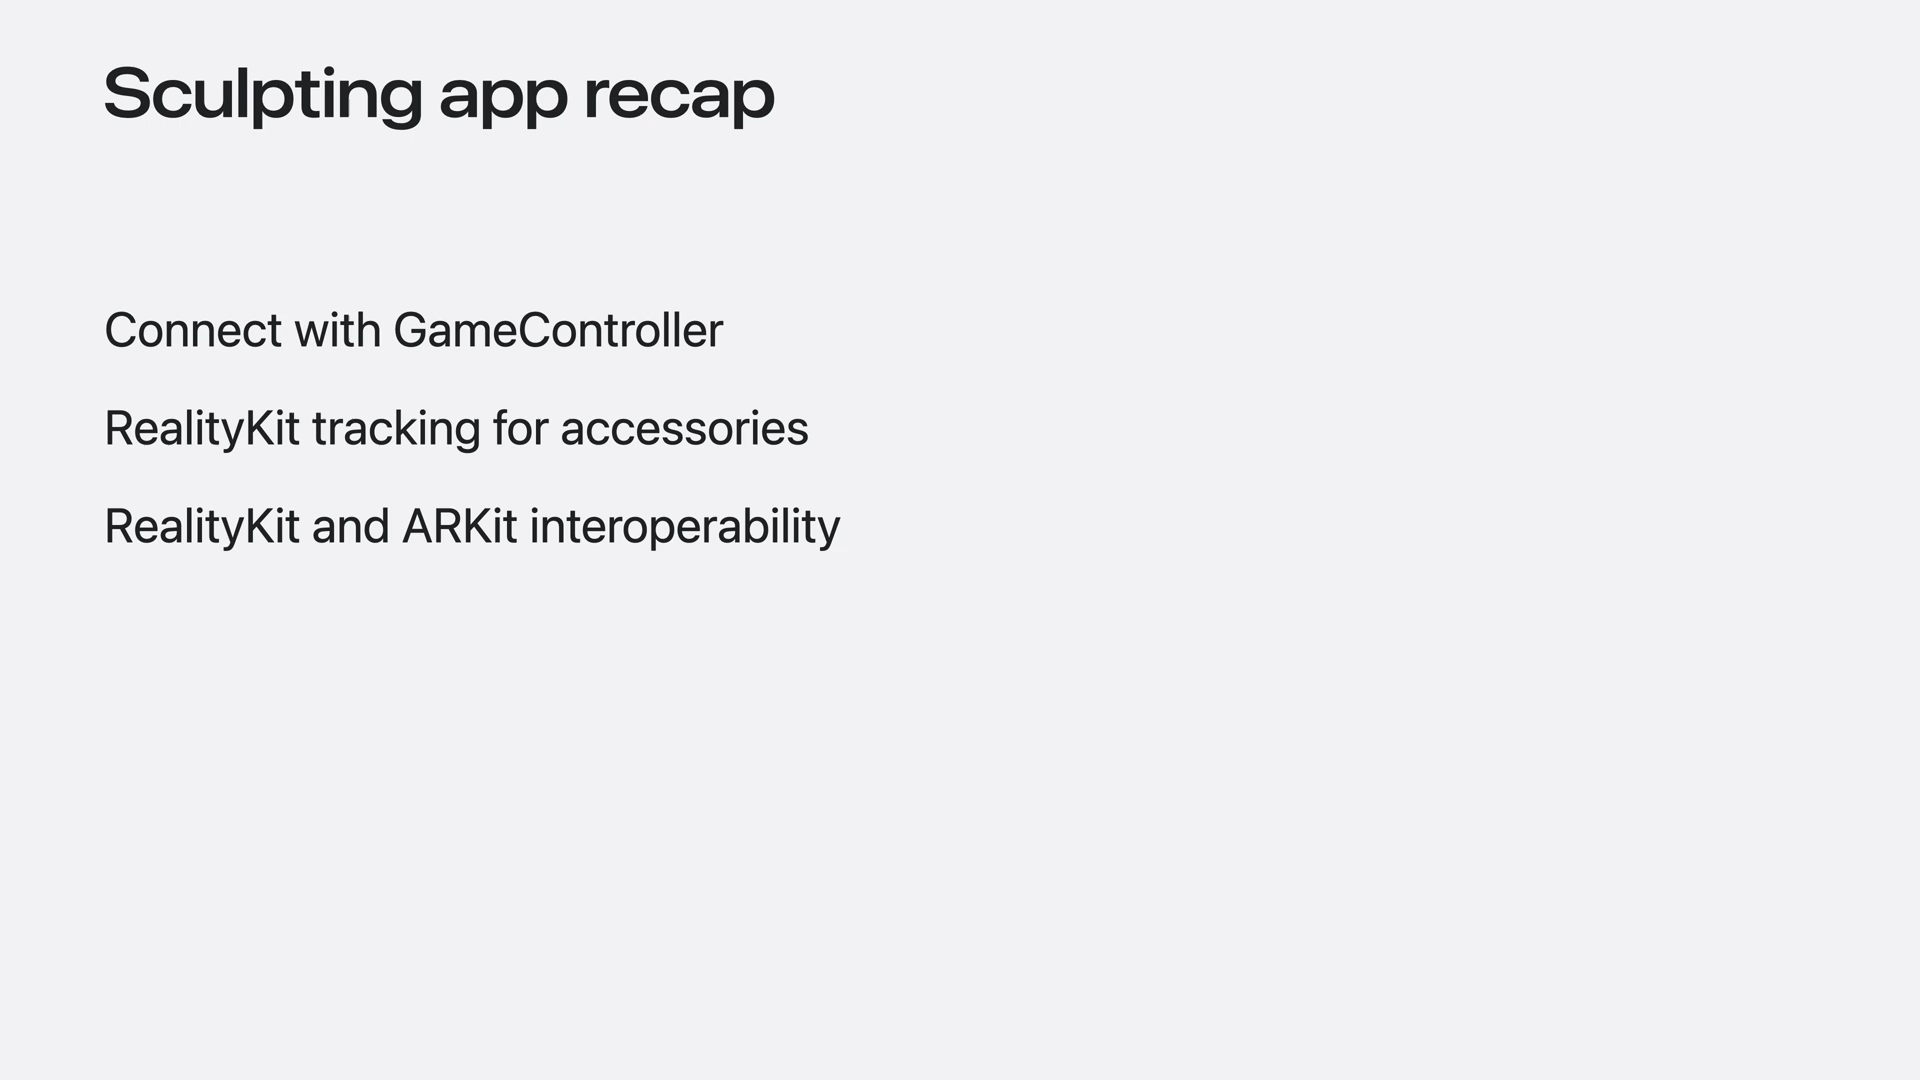 Sculpting app recap
Connect with GameController
RealityKit tracking for accessories
RealityKit and ARKit interoperability